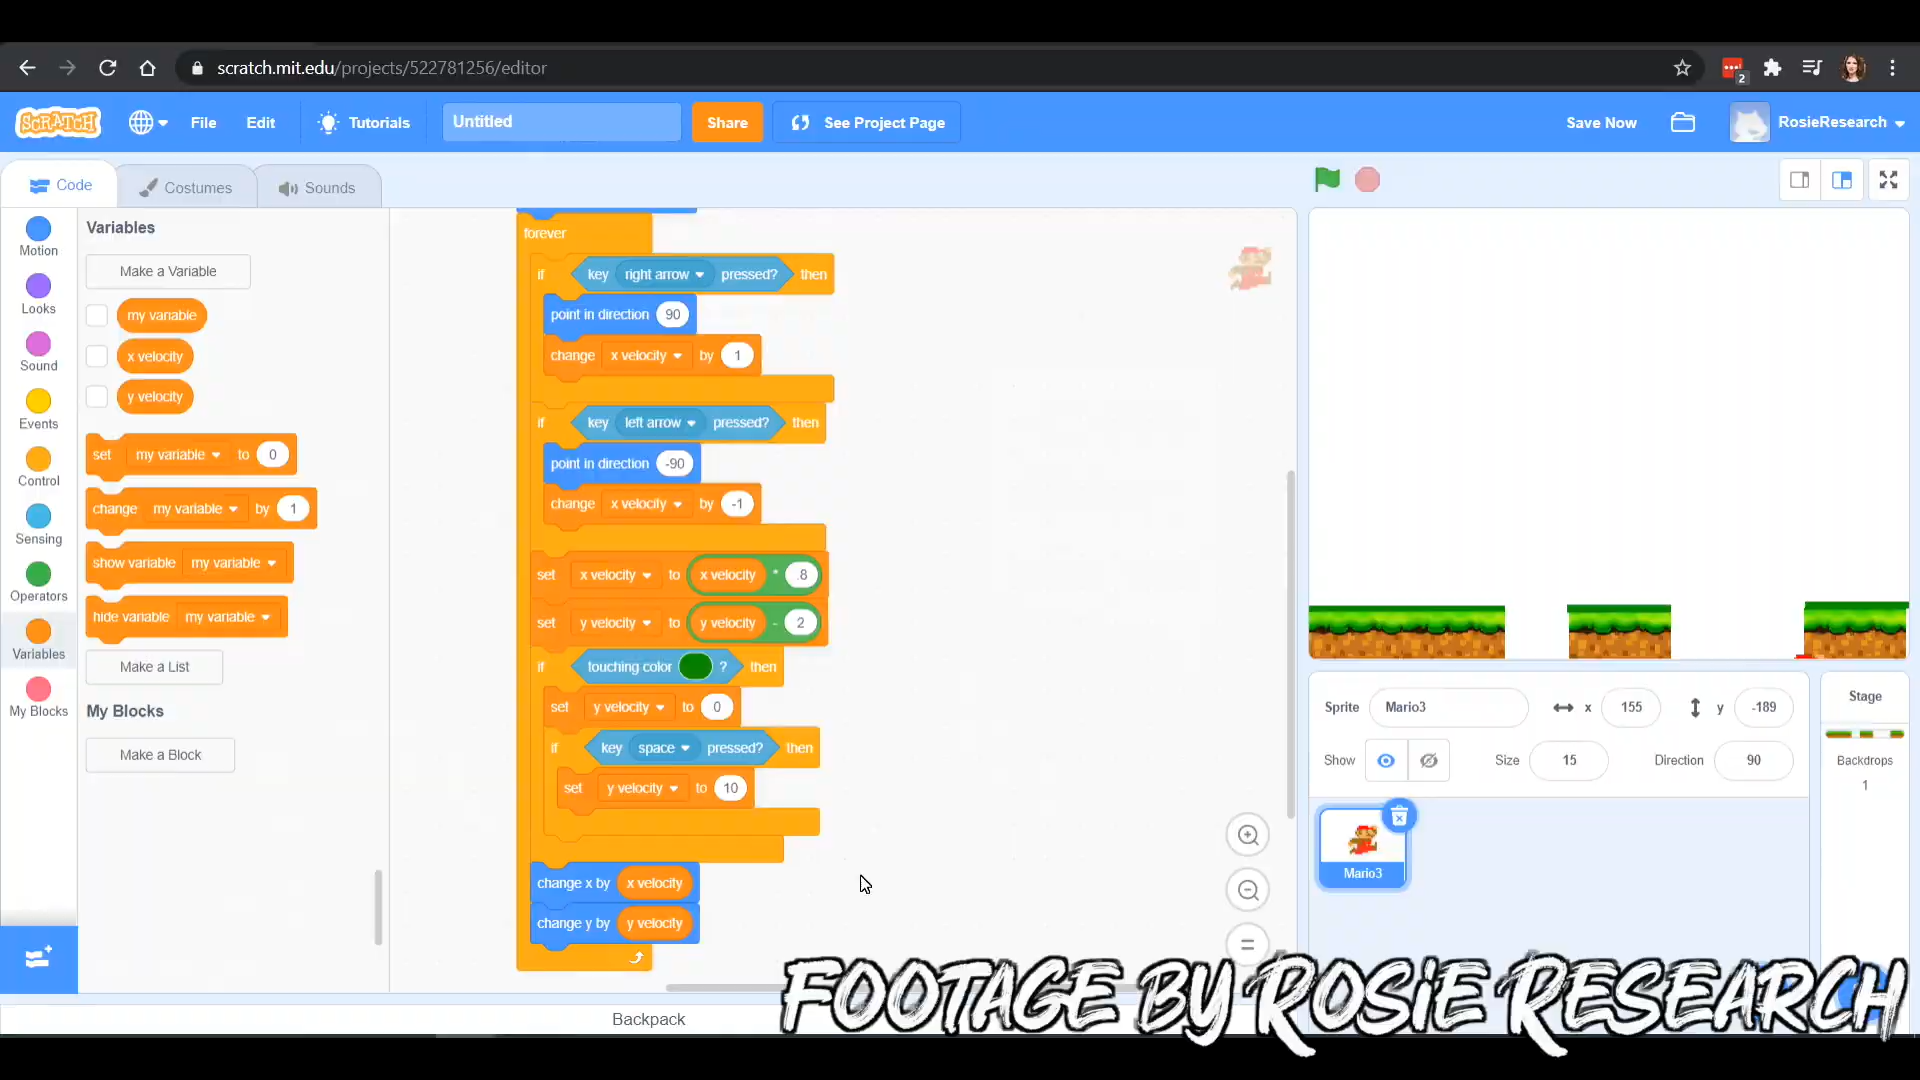 scratch.mit.edu/projects/522781256/editor
2
SCRATCH
File
Edit
Tutorials
Untitled
Share
See Project Page
Save Now
RosieResearch
Code
Costumes
Sounds
Motion
Looks
Sound
Events
Control
Sensing
Operators
Variables
My Blocks
Variables
Make a Variable
my variable
x velocity
y velocity
set my variable to 0
change my variable by 1
show variable my variable
hide variable my variable
Make a List
My Blocks
Make a Block
forever
if key right arrow pressed? then
point in direction 90
change x velocity by 1
if key left arrow pressed? then
point in direction -90
change x velocity by -1
set x velocity to x velocity * .8
set y velocity to y velocity - 2
if touching color ? then
set y velocity to 0
if key space pressed? then
set y velocity to 10
change x by x velocity
change y by y velocity
Backpack
Sprite Mario3 x 155 y -189
Show Size 15 Direction 90
Mario3
Stage
Backdrops
1
Footage by Rosie Research